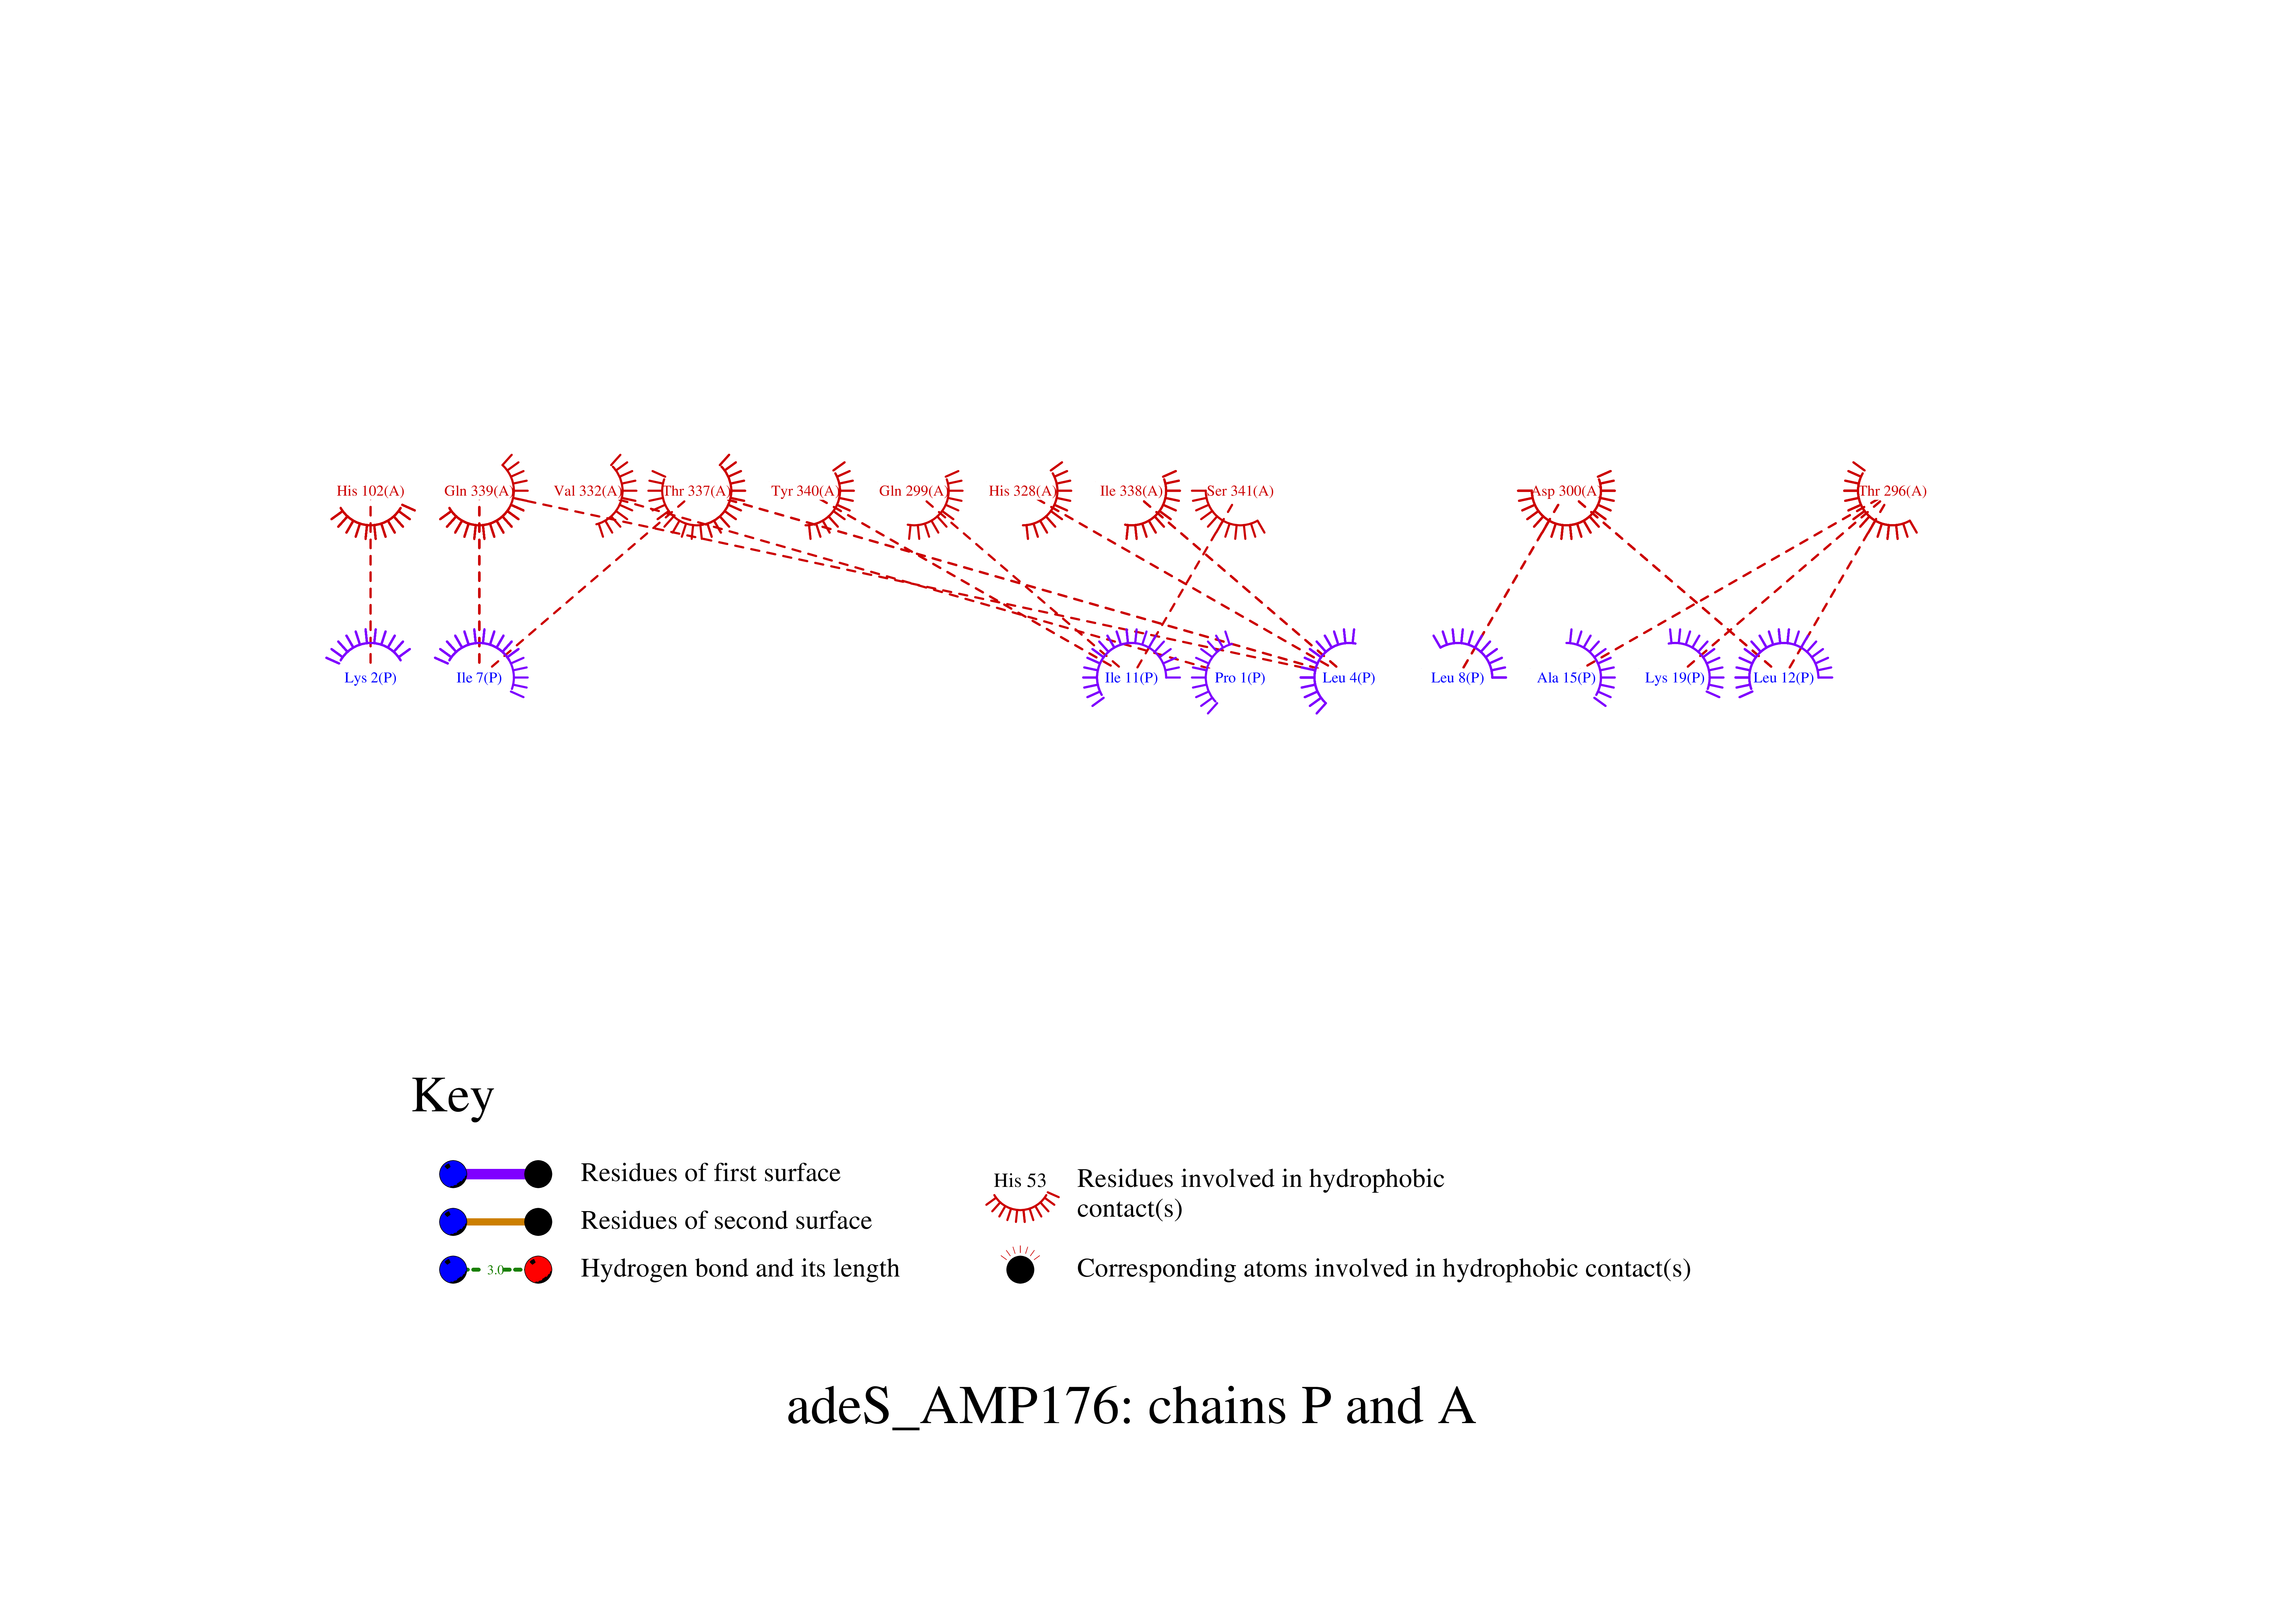 His 102(A) Gln 339(A) Val 332(A) Thr 337(A) Tyr 340(A) Gln 299(A) His 328(A) Ile 338(A) Ser 341(A) Asp 300(A) Thr 296(A)
Lys 2(P) Ile 7(P) Ile 11(P) Pro 1(P) Leu 4(P) Leu 8(P) Ala 15(P) Lys 19(P) Leu 12(P)
Key
Residues of first surface
Residues of second surface
3.0 Hydrogen bond and its length
His 53 Residues involved in hydrophobic
contact(s)
Corresponding atoms involved in hydrophobic contact(s)
adeS_AMP176: chains P and A